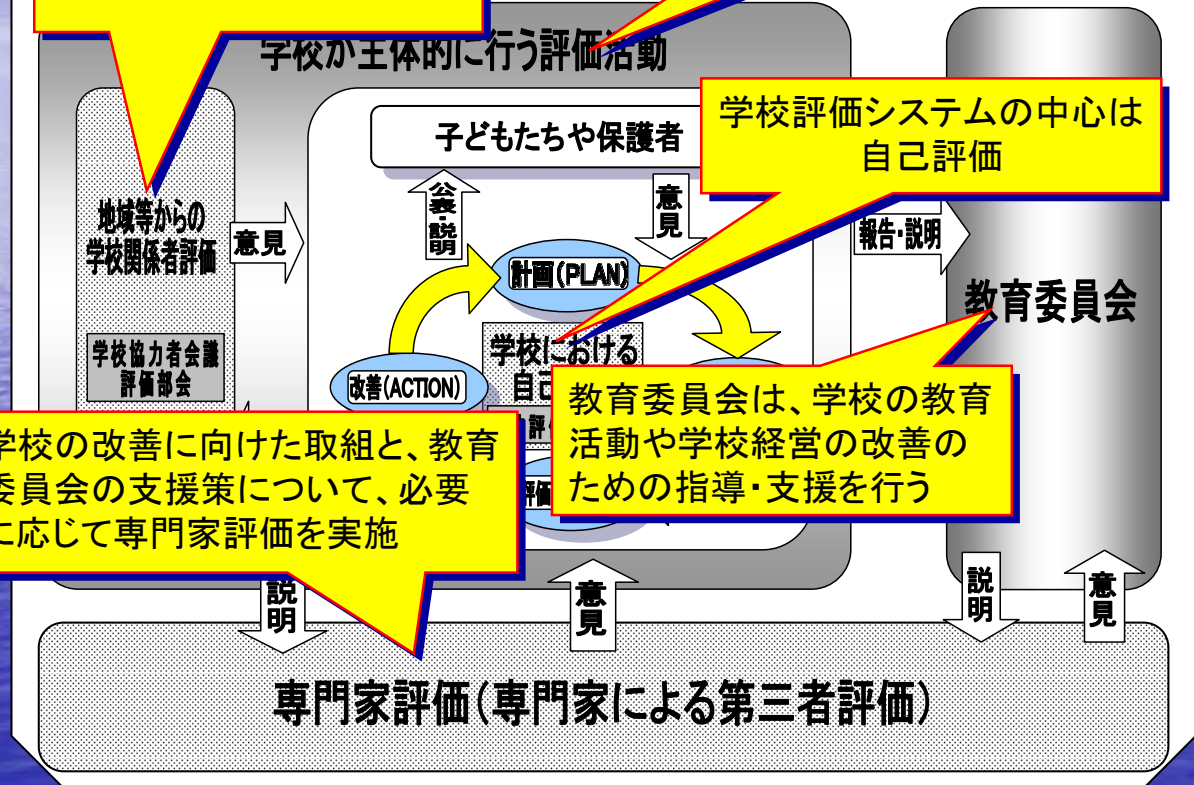 学校が主体的に行う評価活動
学校評価システムの中心は
自己評価
子どもたちや保護者
公表・説明
意見
地域等からの
学校関係者評価
意見
報告・説明
計画(PLAN)
教育委員会
学校における
自己
学校協力者会議
評価部会
改善(ACTION)
教育委員会は、学校の教育
活動や学校経営の改善の
ための指導・支援を行う
学校の改善に向けた取組と、教育
委員会の支援策について、必要
に応じて専門家評価を実施
評
評価
説明
意見
説明
意見
専門家評価(専門家による第三者評価)